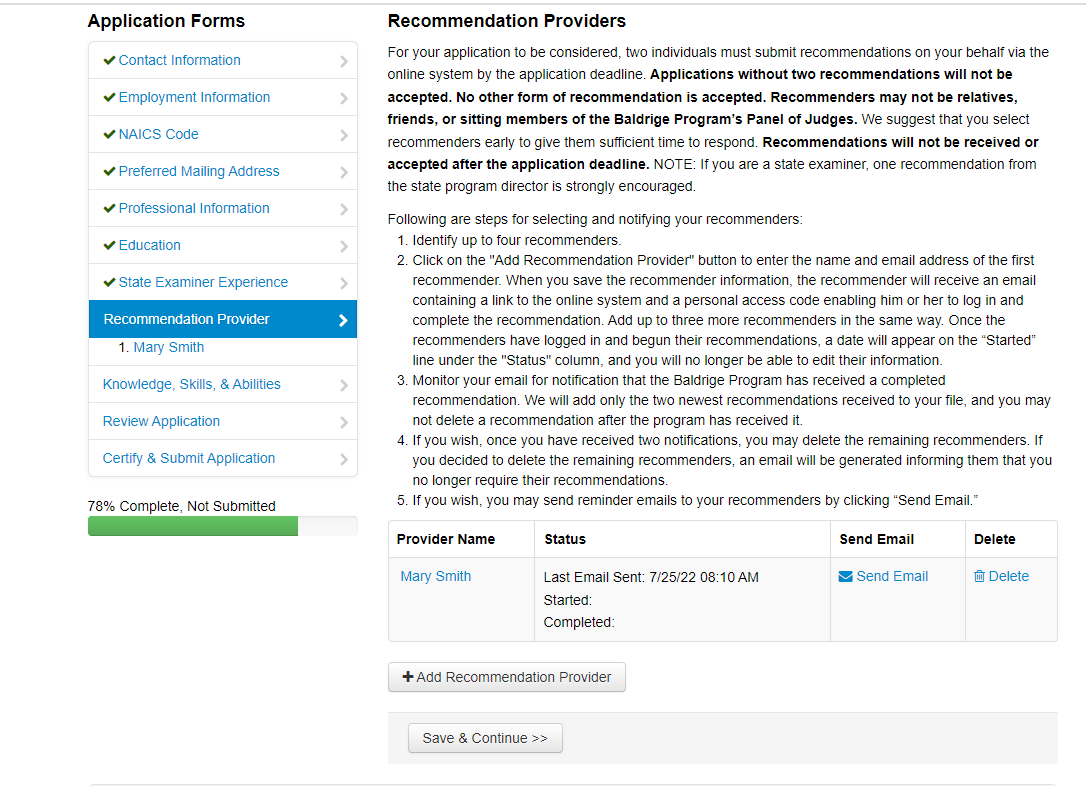 Application Forms
Contact Information
Employment Information
NAICS Code
Preferred Mailing Address
Professional Information
Education
State Examiner Experience
Recommendation Provider
1. Mary Smith
Knowledge, Skills, & Abilities
Review Application
Certify & Submit Application
78% Complete, Not Submitted
Recommendation Providers
For your application to be considered, two individuals must submit recommendations on your behalf via the
online system by the application deadline. Applications without two recommendations will not be
accepted. No other form of recommendation is accepted. Recommenders may not be relatives,
friends, or sitting members of the Baldrige Program's Panel of Judges. We suggest that you select
recommenders early to give them sufficient time to respond. Recommendations will not be received or
accepted after the application deadline. NOTE: If you are a state examiner, one recommendation from
the state program director is strongly encouraged.
Following are steps for selecting and notifying your recommenders:
1. Identify up to four recommenders.
2. Click on the "Add Recommendation Provider" button to enter the name and email address of the first
recommender. When you save the recommender information, the recommender will receive an email
containing a link to the online system and a personal access code enabling him or her to log in and
complete the recommendation. Add up to three more recommenders in the same way. Once the
recommenders have logged in and begun their recommendations, a date will appear on the “Started”
line under the "Status" column, and you will no longer be able to edit their information.
3. Monitor your email for notification that the Baldrige Program has received a completed
recommendation. We will add only the two newest recommendations received to your file, and you may
not delete a recommendation after the program has received it.
4. If you wish, once you have received two notifications, you may delete the remaining recommenders. If
you decided to delete the remaining recommenders, an email will be generated informing them that you
no longer require their recommendations.
5. If you wish, you may send reminder emails to your recommenders by clicking “Send Email.”
Provider Name Status Send Email Delete
Mary Smith Last Email Sent: 7/25/22 08:10 AM Send Email Delete
Started:
Completed:
Add Recommendation Provider
Save & Continue >>